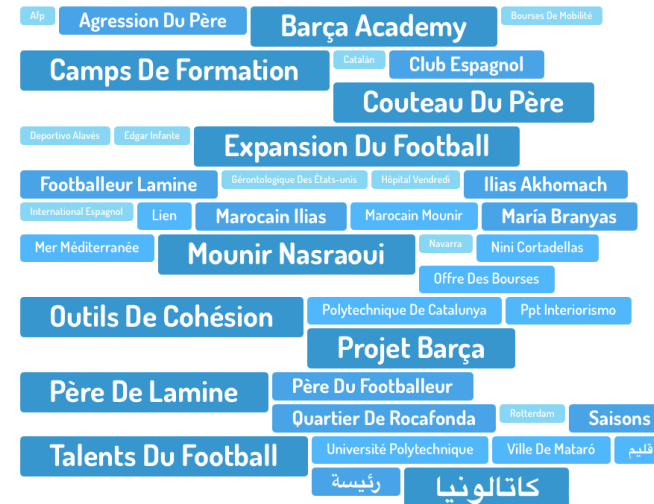 Afp Agression Du Père Barça Academy Bourses De Mobilité
Camps De Formation Catalán Club Espagnol
Couteau Du Père
Deportivo Alavés Edgar Infante Expansion Du Football
Footballeur Lamine Gérontologique Des États-unis Hôpital Vendredi Ilias Akhomach
International Espagnol Lien Marocain Ilias Marocain Mounir María Branyas
Mer Méditerranée Mounir Nasraoui Navarra Nini Cortadellas
Offre Des Bourses
Outils De Cohésion Polytechnique De Catalunya Ppt Interiorismo
Projet Barça
Père De Lamine Père Du Footballeur
Quartier De Rocafonda Rotterdam Saisons
Talents Du Football Université Polytechnique Ville De Mataró قليم
رئيسة كاتالونيا